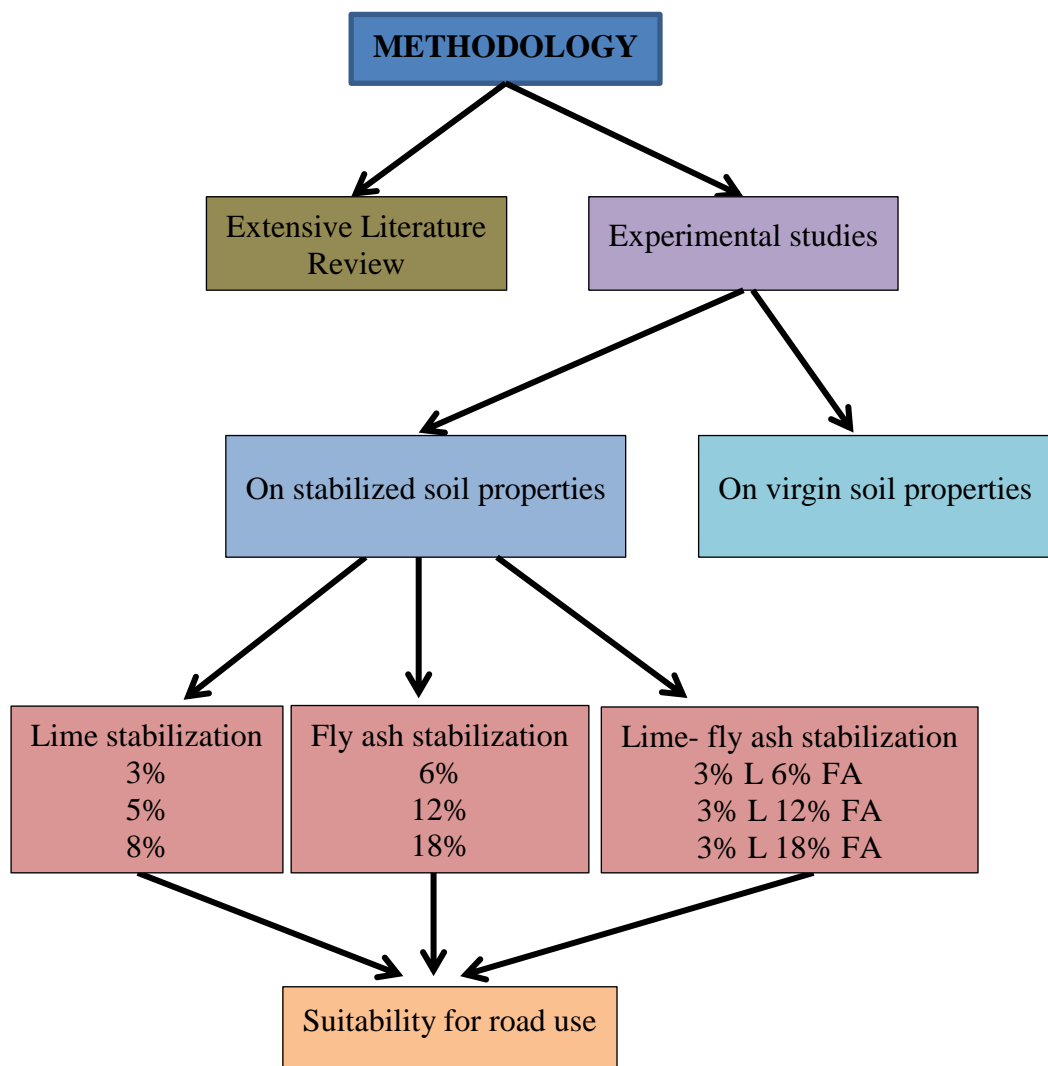 METHODOLOGY
Extensive Literature
Review
Experimental studies
On stabilized soil properties
On virgin soil properties
Lime stabilization
3%
5%
8%
Fly ash stabilization
6%
12%
18%
Lime- fly ash stabilization
3% L 6% FA
3% L 12% FA
3% L 18% FA
Suitability for road use